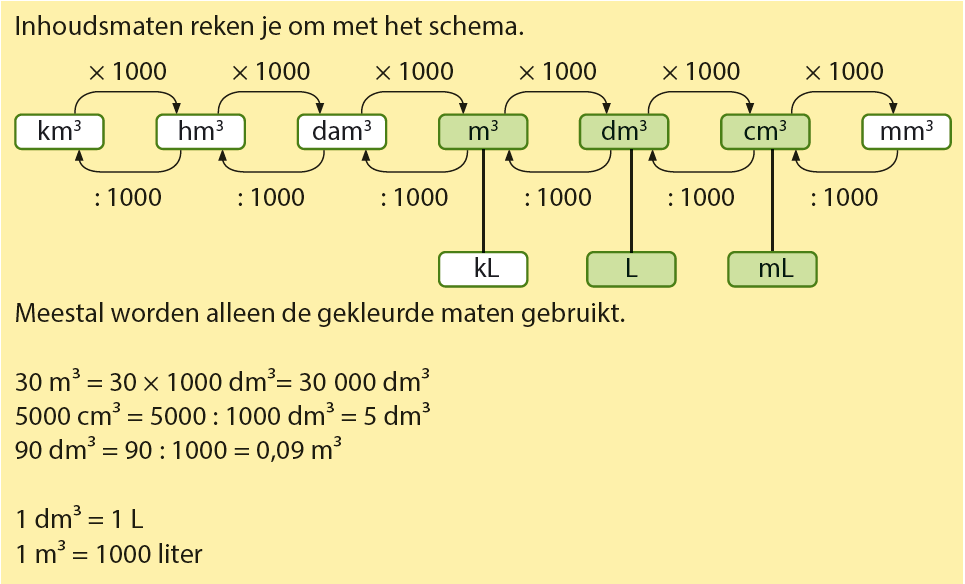 Inhoudsmaten reken je om met het schema.
× 1000 × 1000 × 1000 × 1000 × 1000 × 1000
km³ hm³ dam³ m³ dm³ cm³ mm³
: 1000 : 1000 : 1000 : 1000 : 1000 : 1000
kL L mL
Meestal worden alleen de gekleurde maten gebruikt.
30 m³ = 30 × 1000 dm³= 30 000 dm³
5000 cm³ = 5000 : 1000 dm³ = 5 dm³
90 dm³ = 90 : 1000 = 0,09 m³
1 dm³ = 1 L
1 m³ = 1000 liter